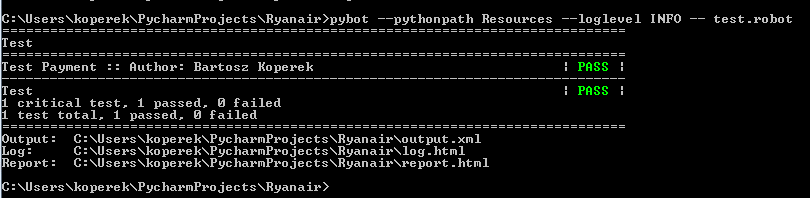 C:\Users\koperek\PycharmProjects\Ryanair>pybot --pythonpath Resources --loglevel INFO -- test.robot
==============================================================================
Test
==============================================================================
Test Payment :: Author: Bartosz Koperek                               | PASS |
------------------------------------------------------------------------------
Test                                                                  | PASS |
1 critical test, 1 passed, 0 failed
1 test total, 1 passed, 0 failed
==============================================================================
Output:  C:\Users\koperek\PycharmProjects\Ryanair\output.xml
Log:     C:\Users\koperek\PycharmProjects\Ryanair\log.html
Report:  C:\Users\koperek\PycharmProjects\Ryanair\report.html
C:\Users\koperek\PycharmProjects\Ryanair>